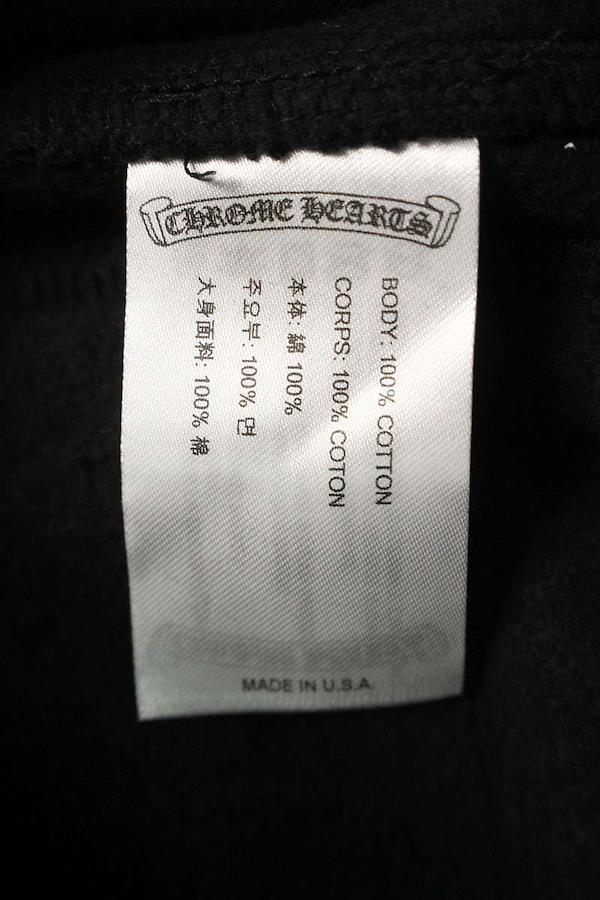 CHROME HEARTS
BODY: 100% COTTON
CORPS: 100% COTON
本体: 綿 100%
주요부: 100% 면
大身面料: 100% 棉
MADE IN U.S.A.